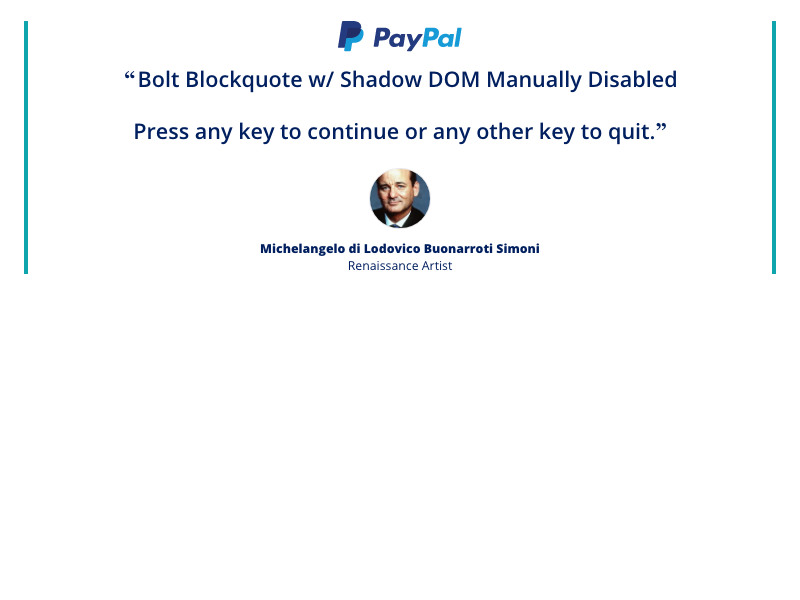 PayPal
“Bolt Blockquote w/ Shadow DOM Manually Disabled
Press any key to continue or any other key to quit.”
Michelangelo di Lodovico Buonarroti Simoni
Renaissance Artist